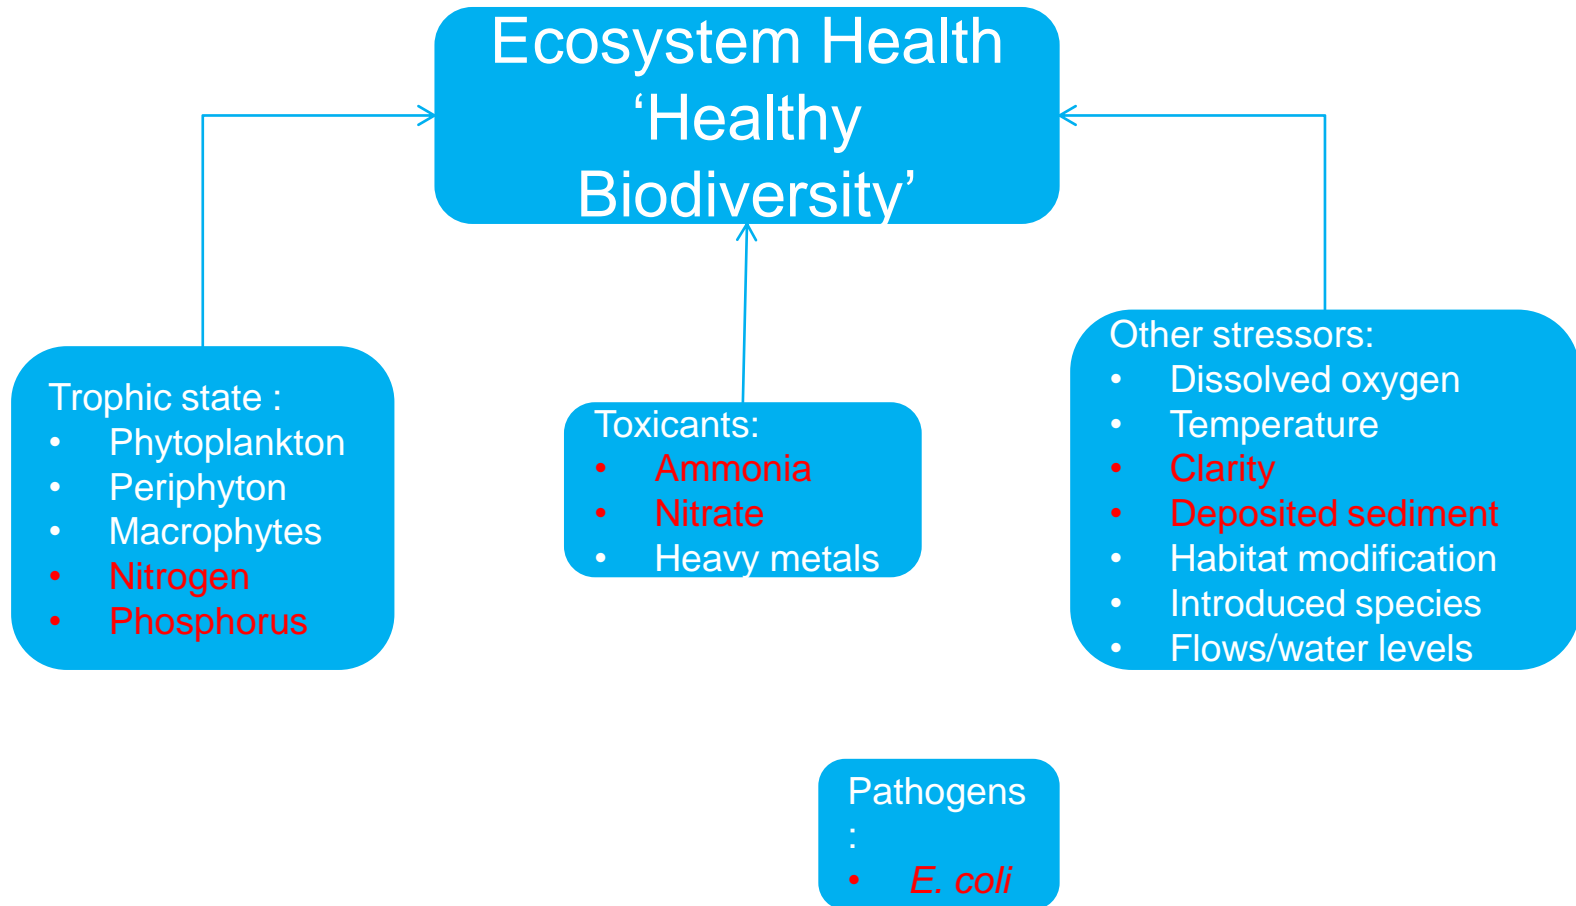 Ecosystem Health
‘Healthy
Biodiversity’
Trophic state :
• Phytoplankton
• Periphyton
• Macrophytes
• Nitrogen
• Phosphorus
Toxicants:
• Ammonia
• Nitrate
• Heavy metals
Other stressors:
• Dissolved oxygen
• Temperature
• Clarity
• Deposited sediment
• Habitat modification
• Introduced species
• Flows/water levels
Pathogens
:
• E. coli